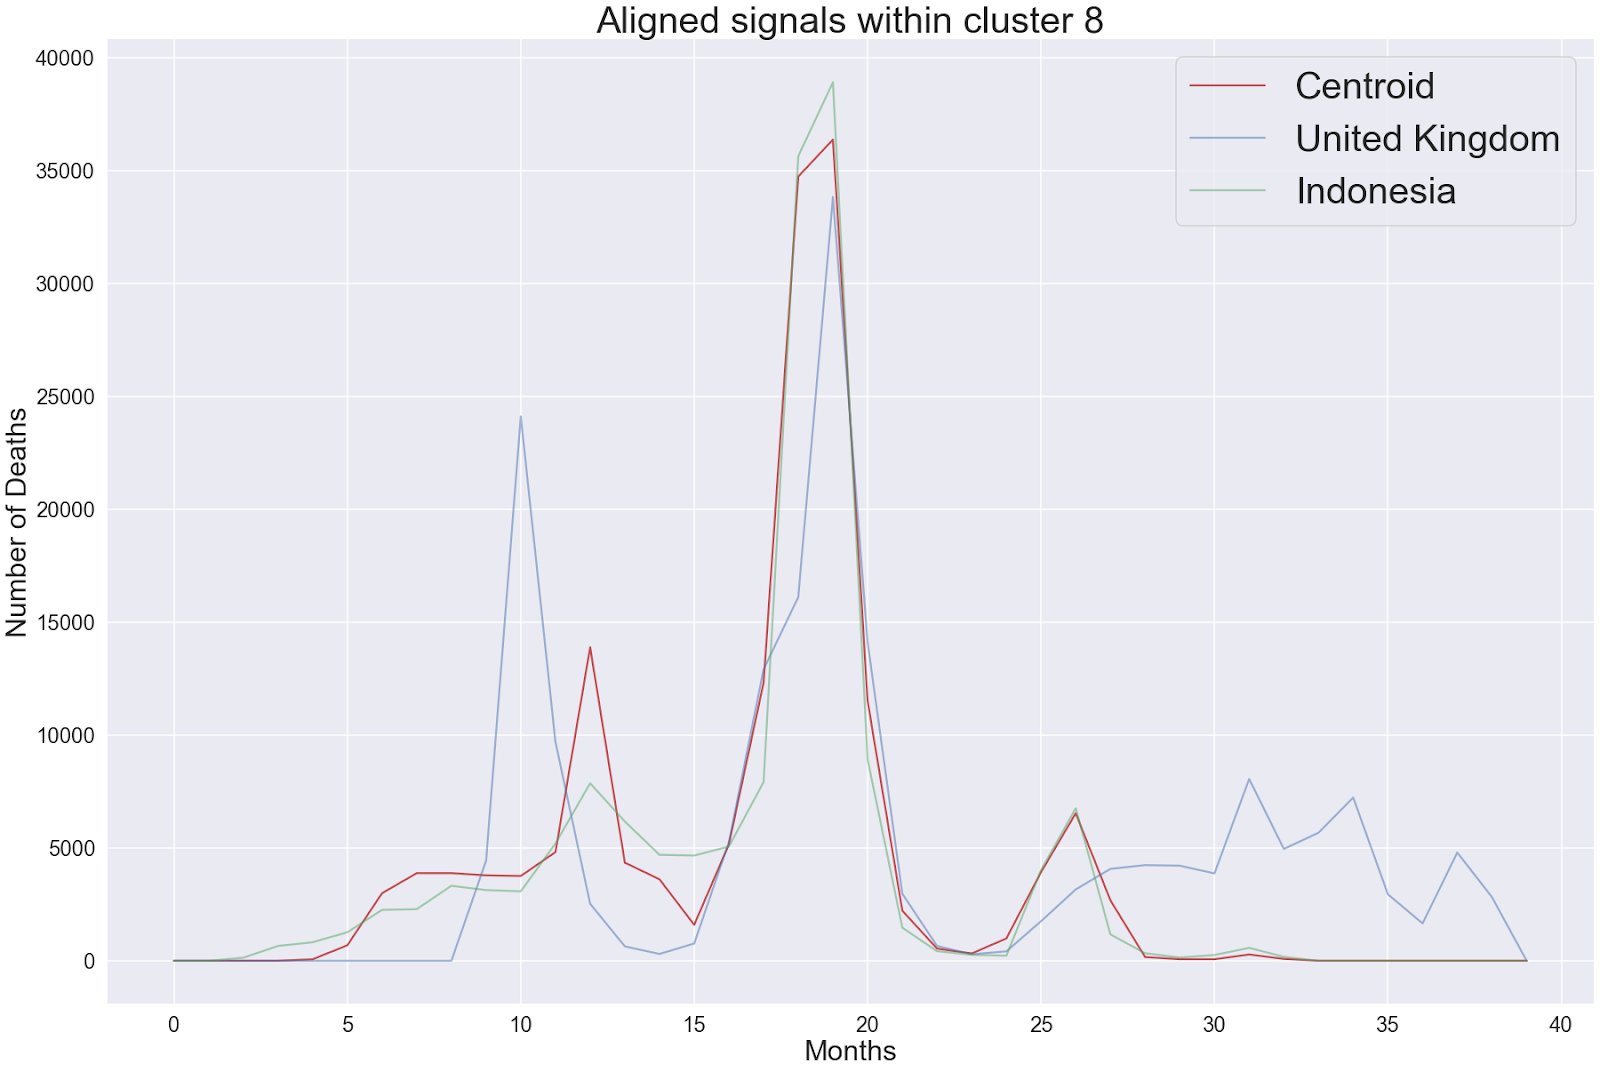 Aligned signals within cluster 8
Centroid
United Kingdom
Indonesia
Number of Deaths
40000
35000
30000
25000
20000
15000
10000
5000
0
0 5 10 15 20 25 30 35 40
Months